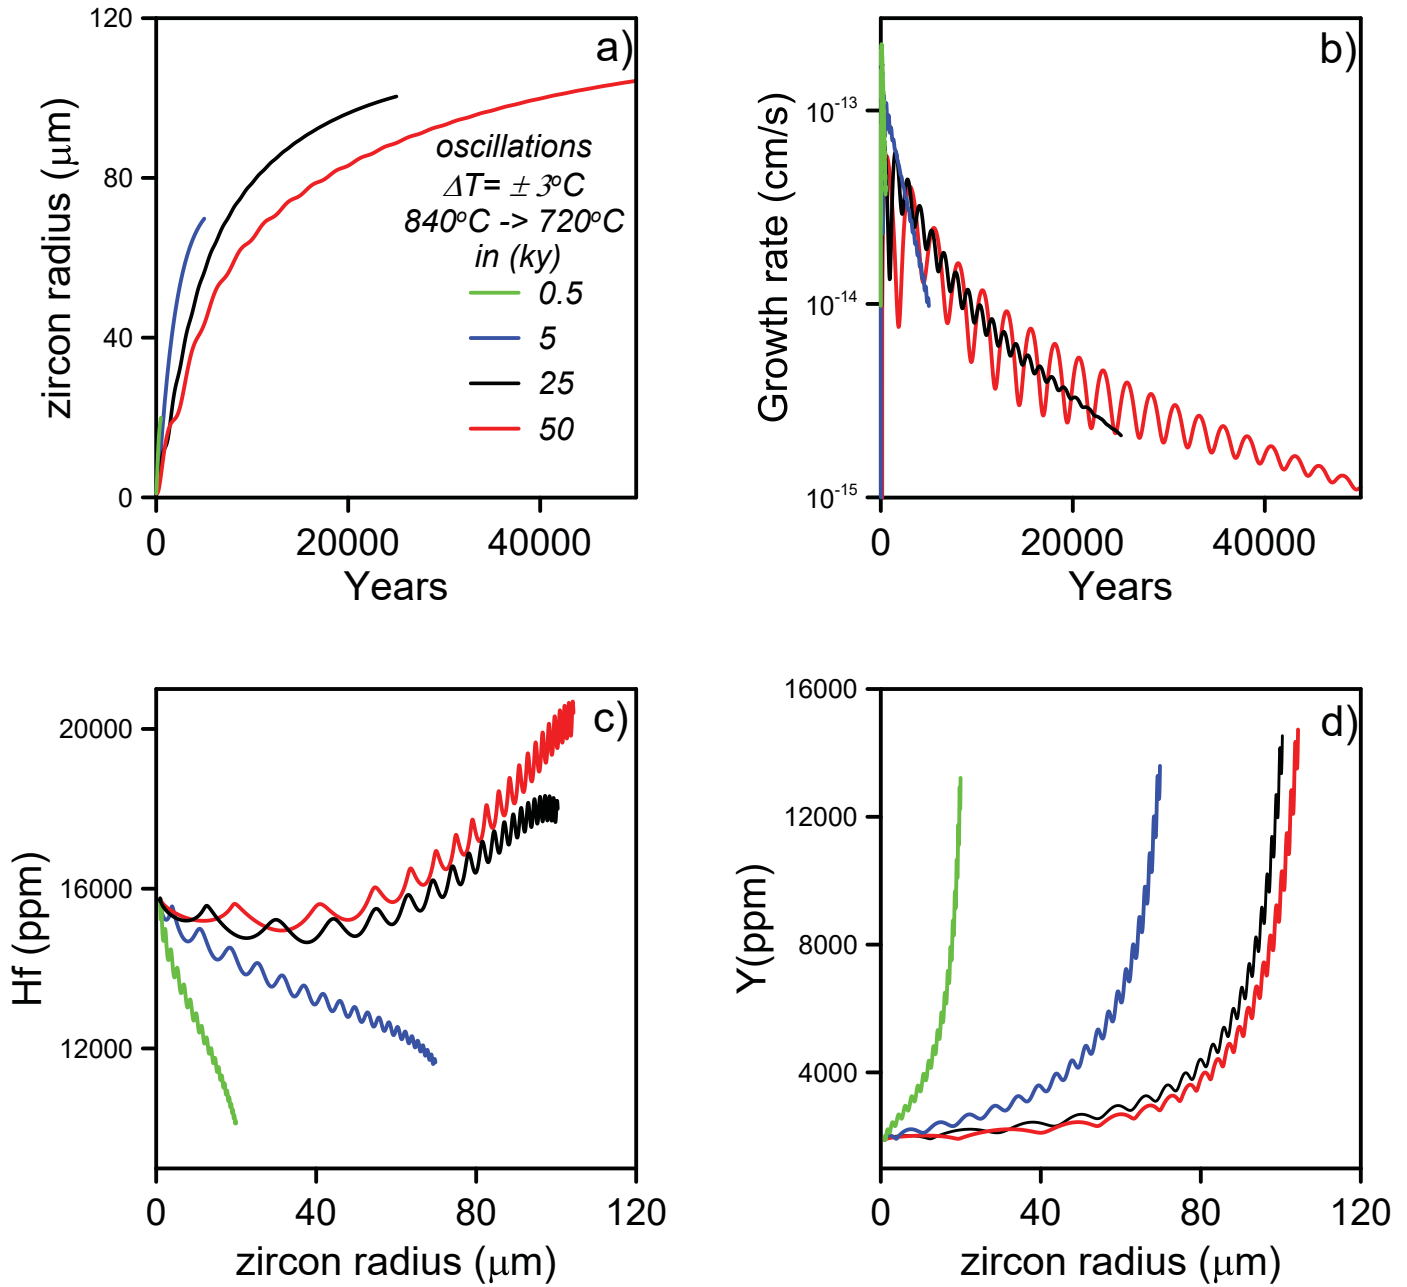 a)
120
80
40
0
zircon radius (μm)
oscillations
ΔT= ± 3°C
840°C -> 720°C
in (ky)
0.5
5
25
50
0 20000 40000
Years
b)
10⁻¹³
10⁻¹⁴
10⁻¹⁵
Growth rate (cm/s)
0 20000 40000
Years
c)
20000
16000
12000
Hf (ppm)
0 40 80 120
zircon radius (μm)
d)
16000
12000
8000
4000
Y(ppm)
0 40 80 120
zircon radius (μm)